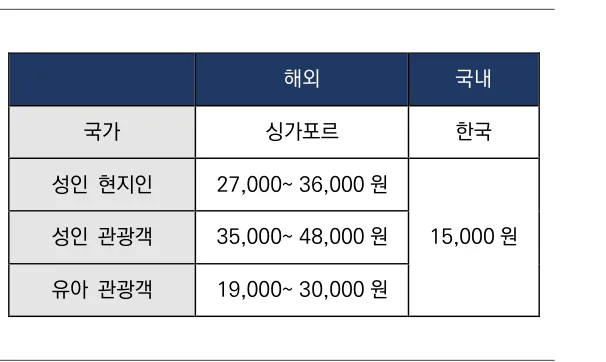 해외 국내
국가 싱가포르 한국
성인 현지인 27,000~ 36,000 원
성인 관광객 35,000~ 48,000 원 15,000 원
유아 관광객 19,000~ 30,000 원